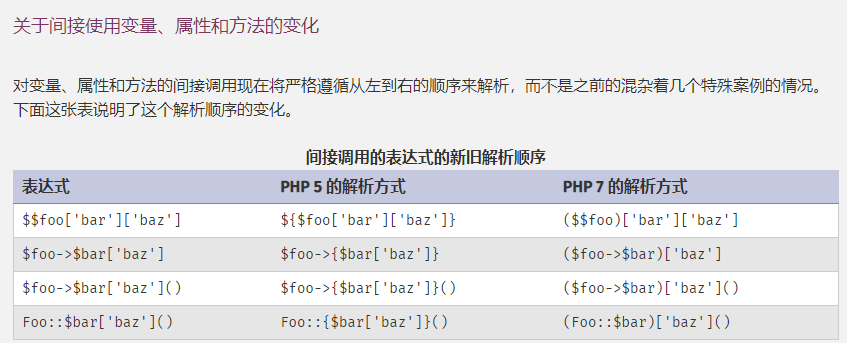 关于间接使用变量、属性和方法的变化
对变量、属性和方法的间接调用现在将严格遵循从左到右的顺序来解析，而不是之前的混杂着几个特殊案例的情况。
下面这张表说明了这个解析顺序的变化。
间接调用的表达式的新旧解析顺序
表达式 PHP 5 的解析方式 PHP 7 的解析方式
$$foo['bar']['baz'] ${$foo['bar']['baz']} ($$foo)['bar']['baz']
$foo->$bar['baz'] $foo->{$bar['baz']} ($foo->$bar)['baz']
$foo->$bar['baz']() $foo->{$bar['baz']}() ($foo->$bar)['baz']()
Foo::$bar['baz']() Foo::{$bar['baz']}() (Foo::$bar)['baz']()